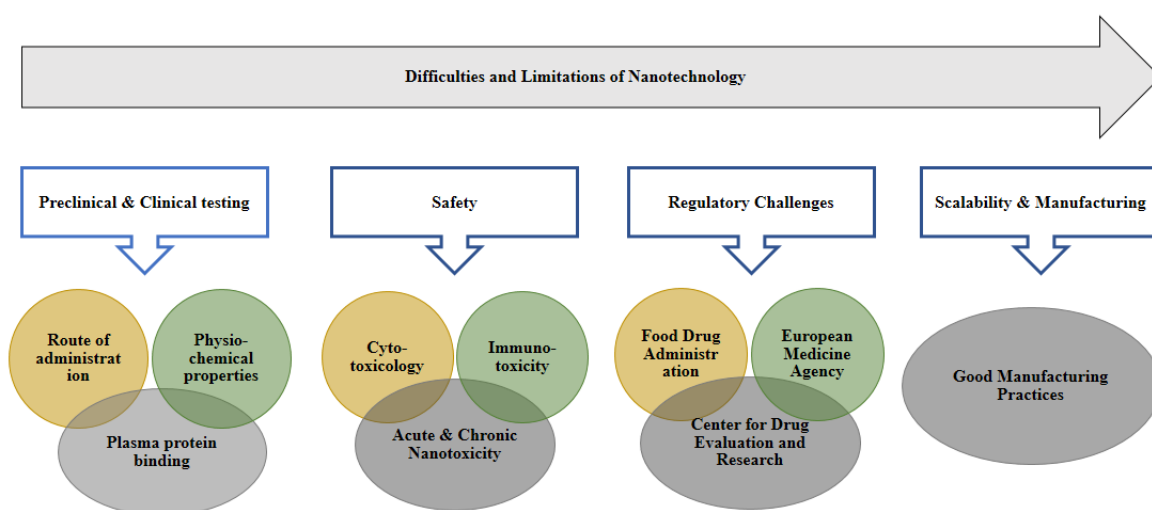 Difficulties and Limitations of Nanotechnology
Preclinical & Clinical testing
Safety
Regulatory Challenges
Scalability & Manufacturing
Route of
administrat
ion
Physio-
chemical
properties
Plasma protein
binding
Cyto-
toxicology
Immuno-
toxicity
Acute & Chronic
Nanotoxicity
Food Drug
Administr
ation
European
Medicine
Agency
Center for Drug
Evaluation and
Research
Good Manufacturing
Practices